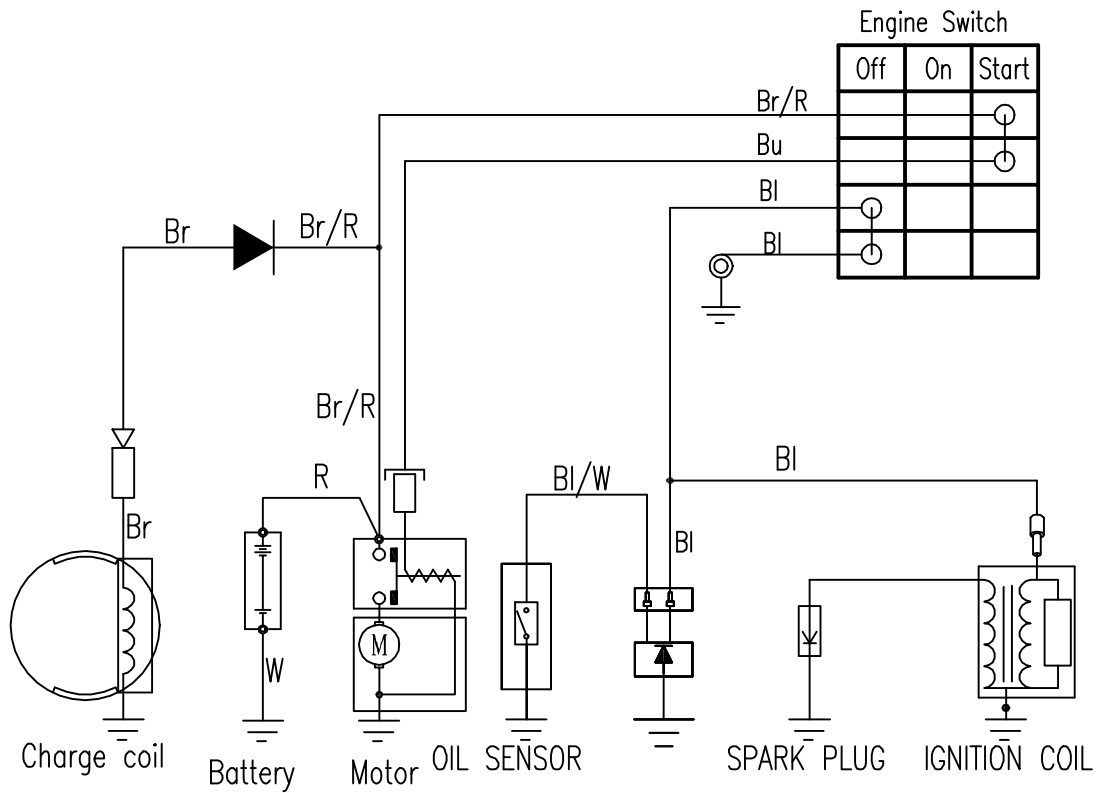 Engine Switch
Off On Start
Br/R
Bu
Bl
Br
Br/R
Bl
Br/R
R
Bl/W
Bl
Br
Bl
M
W
Charge coil
Battery
Motor
OIL SENSOR
SPARK PLUG
IGNITION COIL